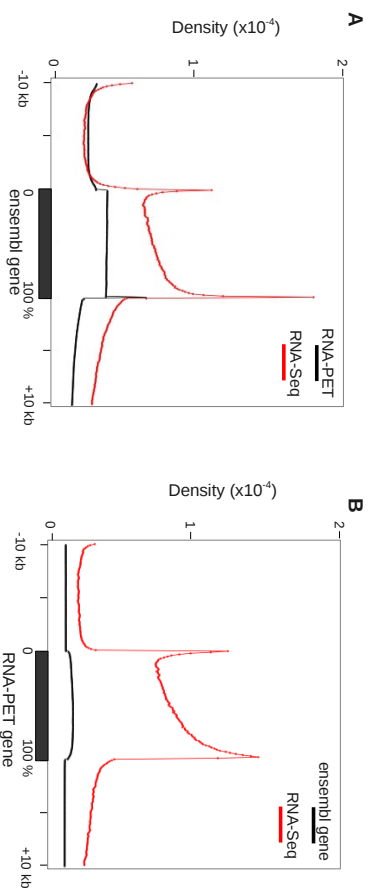 A
Density (x10-4)
0
1
2
-10 kb
0
100 %
+10 kb
ensembl gene
RNA-PET
RNA-Seq
B
Density (x10-4)
0
1
2
-10 kb
0
100 %
+10 kb
RNA-PET gene
ensembl gene
RNA-Seq